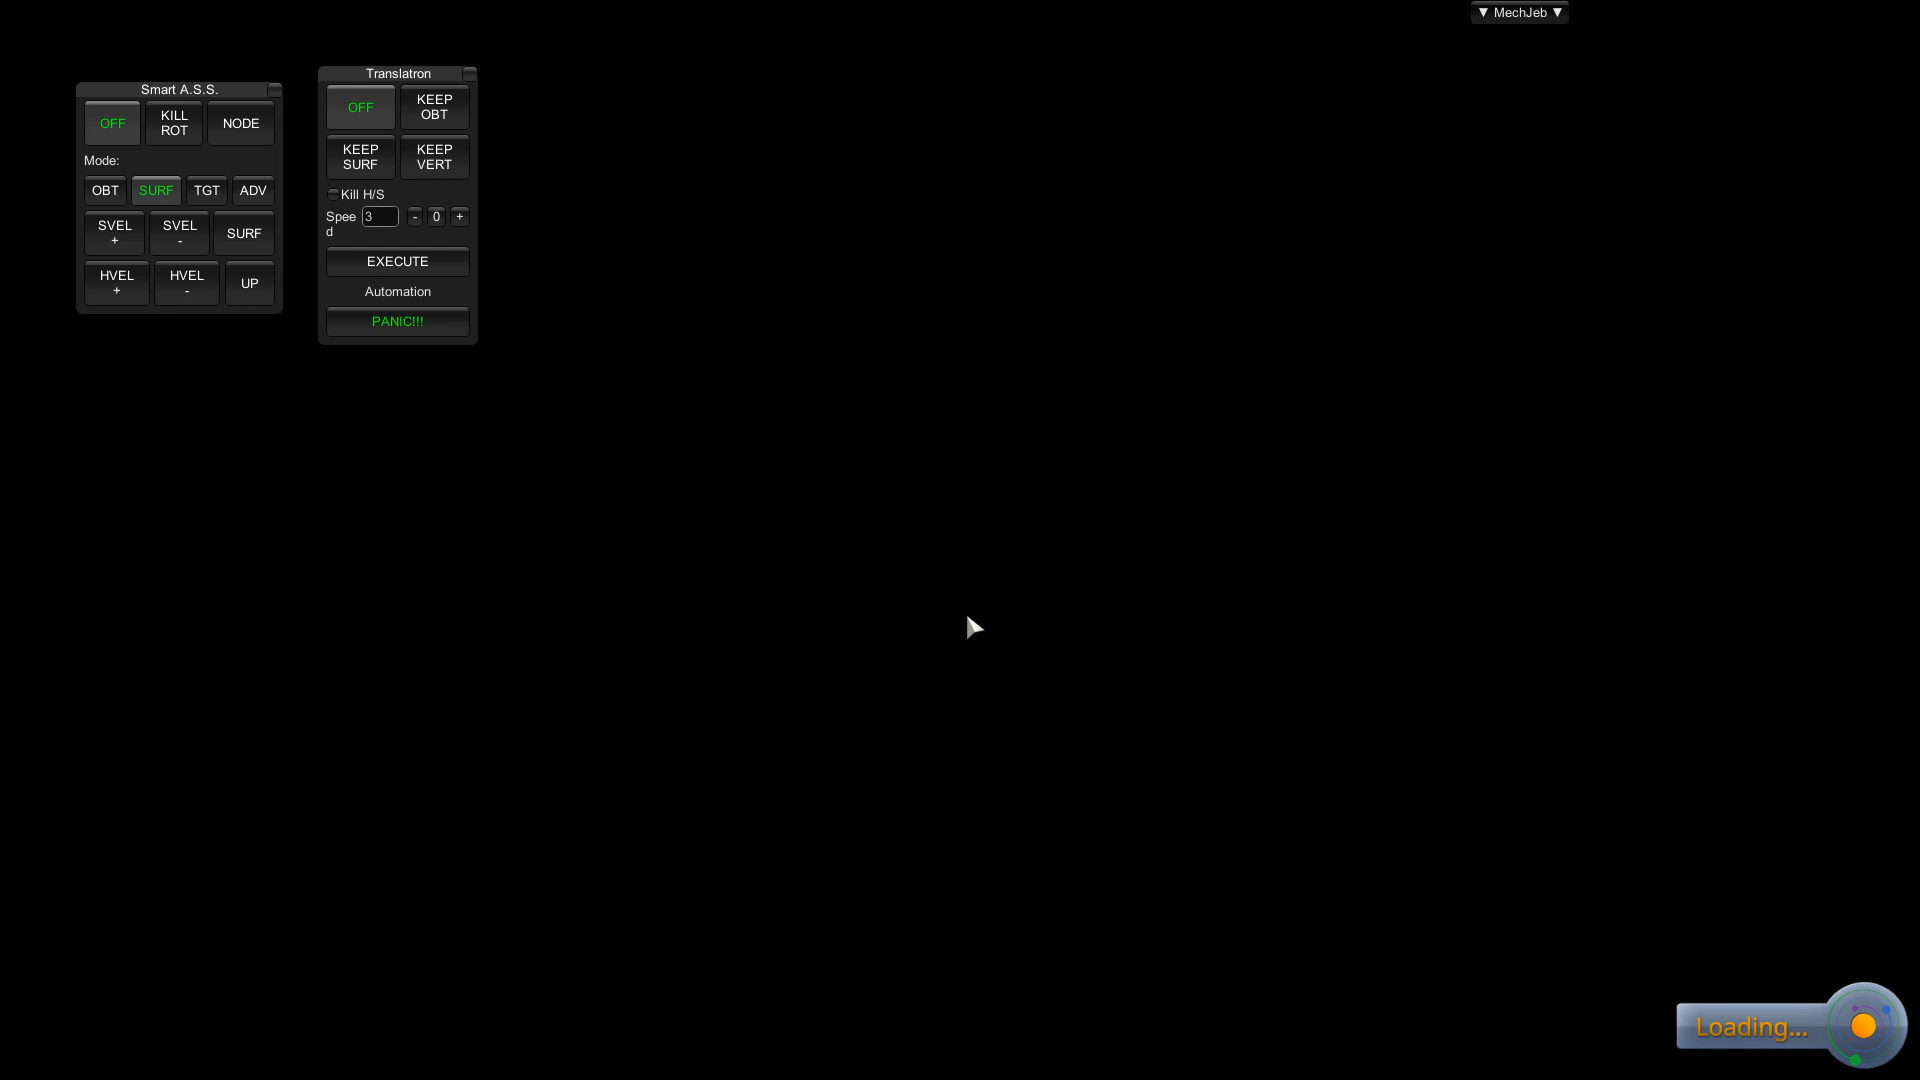 ▼ MechJeb ▼
Smart A.S.S.
OFF
KILL
ROT
NODE
Mode:
OBT
SURF
TGT
ADV
SVEL
+
SVEL
-
SURF
HVEL
+
HVEL
-
UP
Translatron
OFF
KEEP
OBT
KEEP
SURF
KEEP
VERT
Kill H/S
Spee
d
3
-
0
+
EXECUTE
Automation
PANIC!!!
Loading...